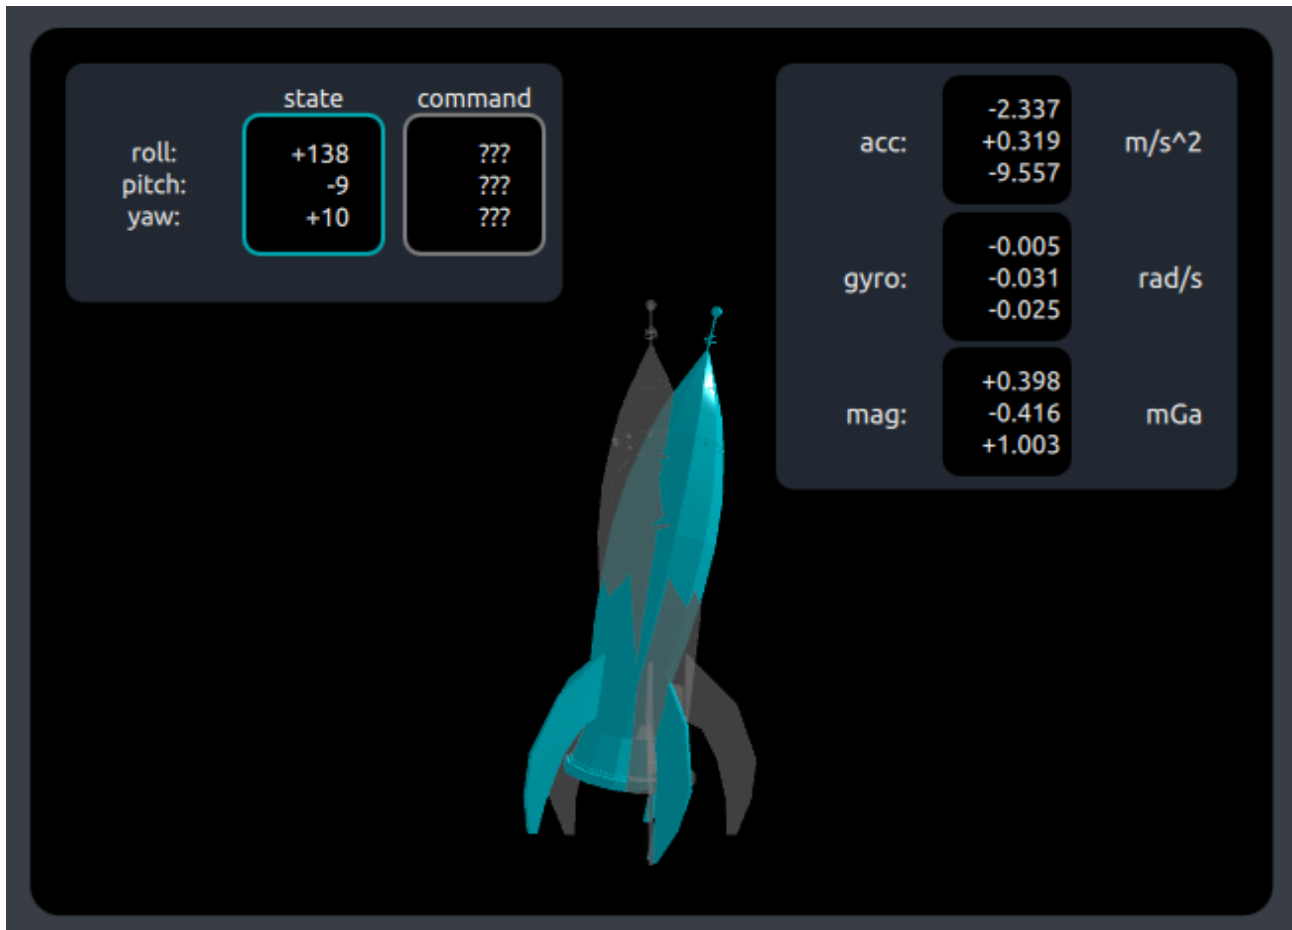 state command
roll: +138 ???
pitch: -9 ???
yaw: +10 ???
-2.337
acc: +0.319 m/s^2
-9.557
-0.005
gyro: -0.031 rad/s
-0.025
+0.398
mag: -0.416 mGa
+1.003